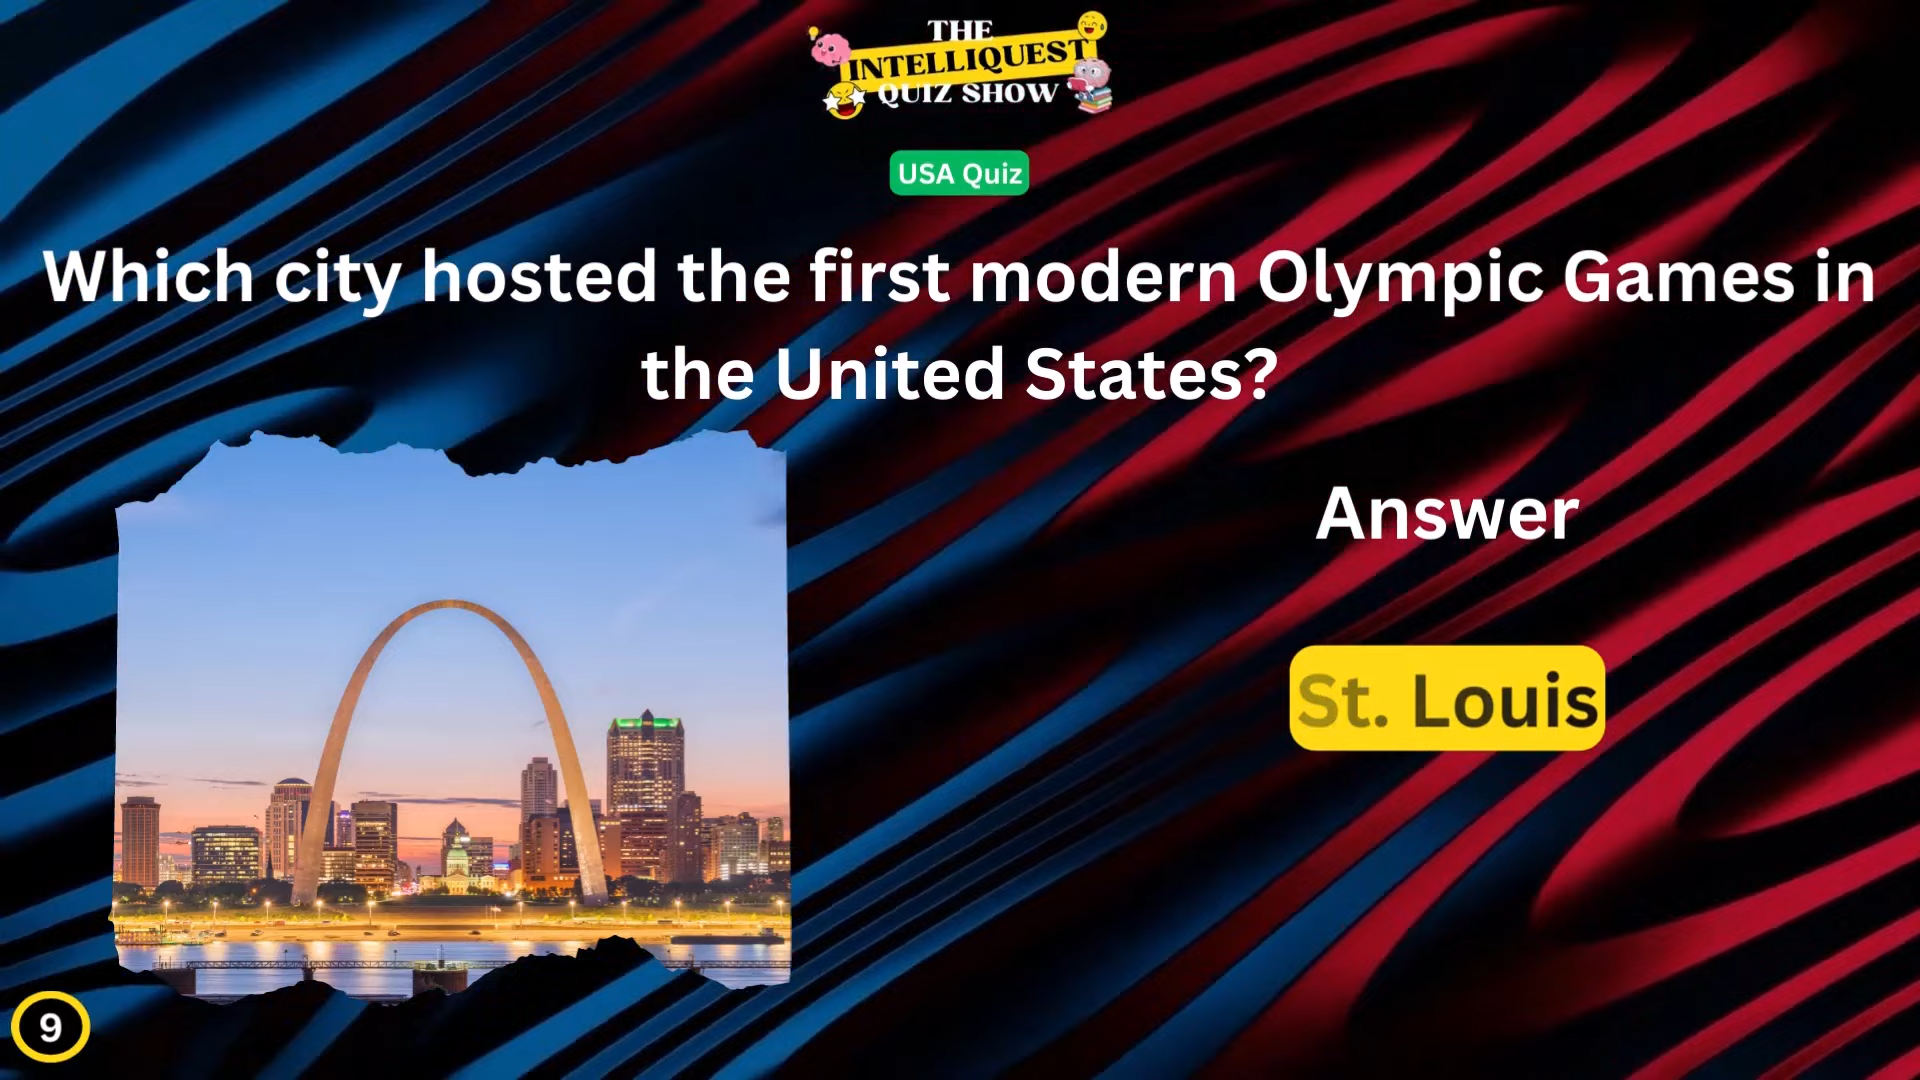 THE
INTELLIQUEST
QUIZ SHOW
USA Quiz
Which city hosted the first modern Olympic Games in
the United States?
Answer
St. Louis
9